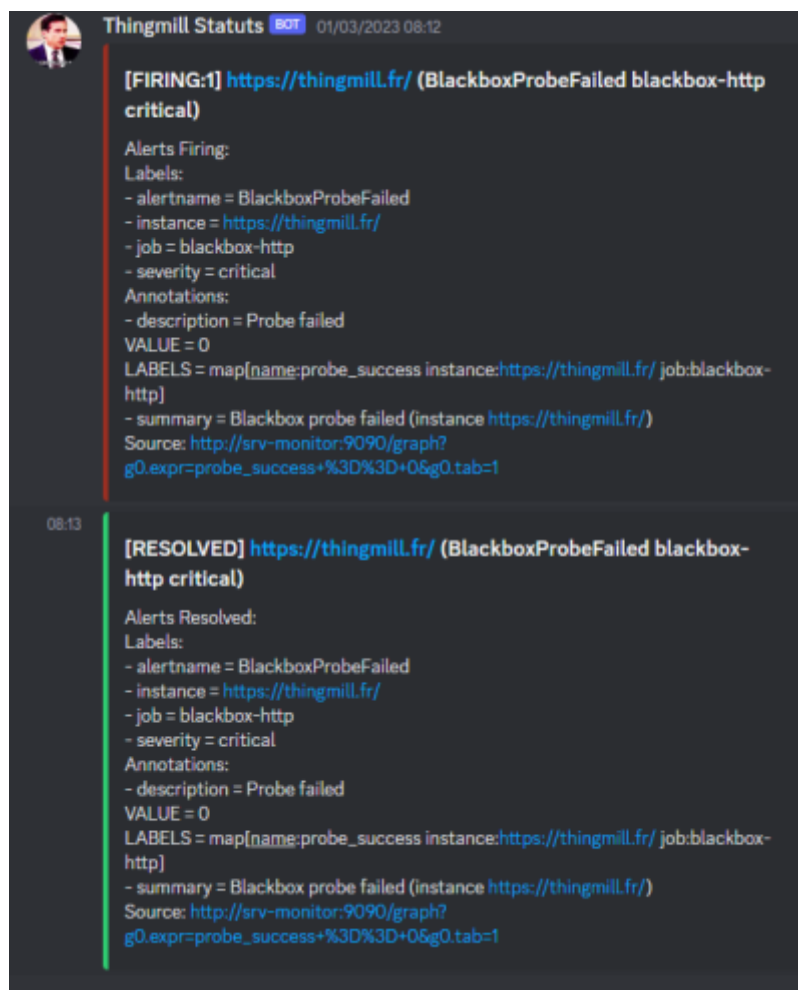 Thingmill Statuts BOT 01/03/2023 08:12
[FIRING:1] https://thingmill.fr/ (BlackboxProbeFailed blackbox-http
critical)
Alerts Firing:
Labels:
- alertname = BlackboxProbeFailed
- instance = https://thingmill.fr/
- job = blackbox-http
- severity = critical
Annotations:
- description = Probe failed
VALUE = 0
LABELS = map[name:probe_success instance:https://thingmill.fr/ job:blackbox-
http]
- summary = Blackbox probe failed (instance https://thingmill.fr/)
Source: http://srv-monitor:9090/graph?
g0.expr=probe_success+%3D%3D+0&g0.tab=1
08:13
[RESOLVED] https://thingmill.fr/ (BlackboxProbeFailed blackbox-
http critical)
Alerts Resolved:
Labels:
- alertname = BlackboxProbeFailed
- instance = https://thingmill.fr/
- job = blackbox-http
- severity = critical
Annotations:
- description = Probe failed
VALUE = 0
LABELS = map[name:probe_success instance:https://thingmill.fr/ job:blackbox-
http]
- summary = Blackbox probe failed (instance https://thingmill.fr/)
Source: http://srv-monitor:9090/graph?
g0.expr=probe_success+%3D%3D+0&g0.tab=1